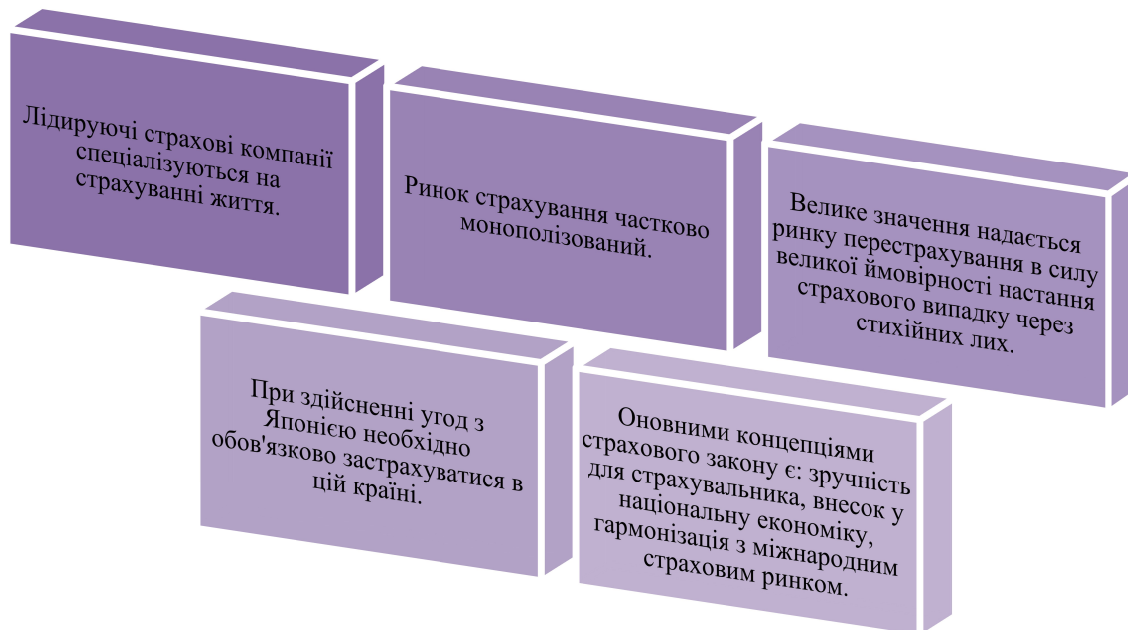 Лідируючі страхові компанії
спеціалізуються на
страхуванні життя.
Ринок страхування частково
монополізований.
Велике значення надається
ринку перестрахування в силу
великої ймовірності настання
страхового випадку через
стихійних лих.
При здійсненні угод з
Японією необхідно
обов'язково застрахуватися в
цій країні.
Оновними концепціями
страхового закону є: зручність
для страхувальника, внесок у
національну економіку,
гармонізація з міжнародним
страховим ринком.